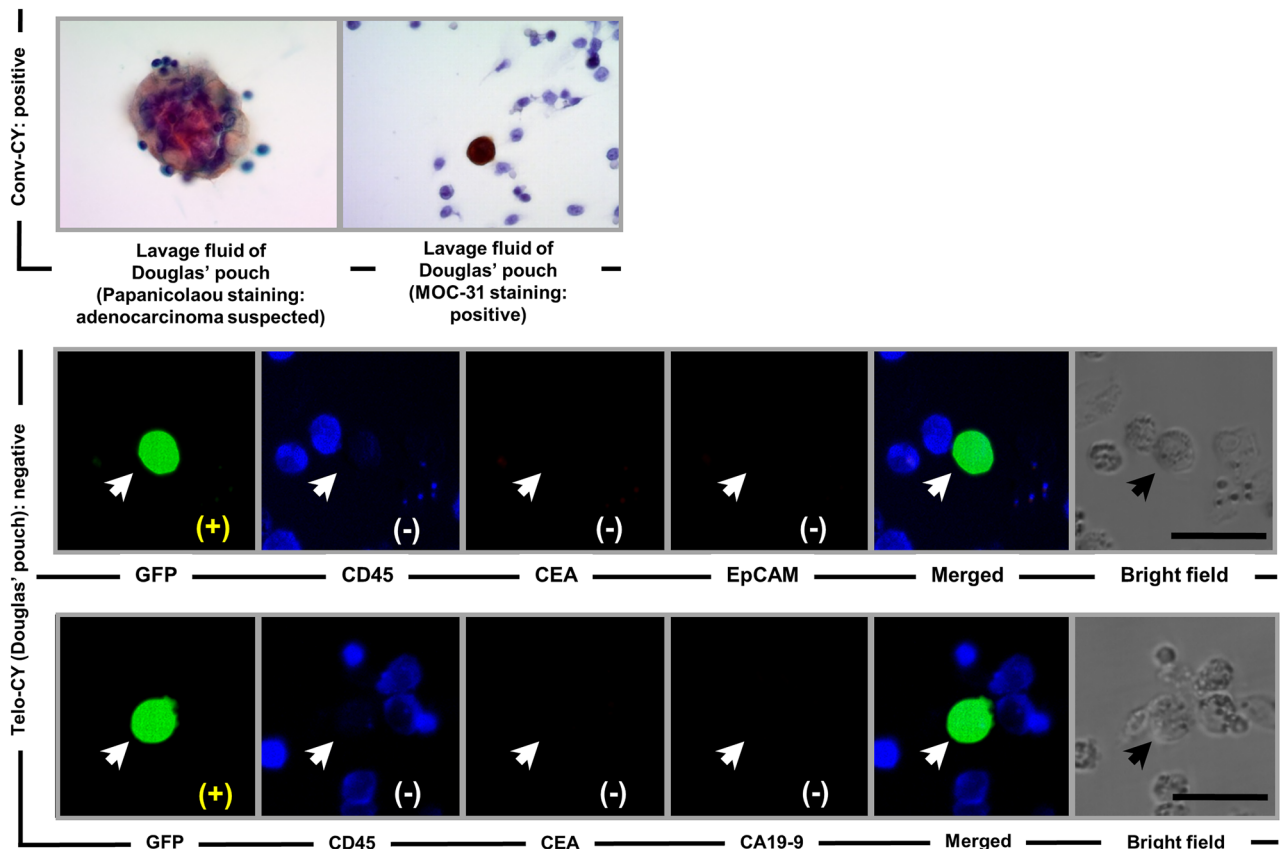 Conv-CY: positive
Lavage fluid of
Douglas’ pouch
(Papanicolaou staining:
adenocarcinoma suspected)
Lavage fluid of
Douglas’ pouch
(MOC-31 staining:
positive)
Telo-CY (Douglas’ pouch): negative
(+) (-) (-) (-)
GFP CD45 CEA EpCAM Merged Bright field
(+) (-) (-) (-)
GFP CD45 CEA CA19-9 Merged Bright field